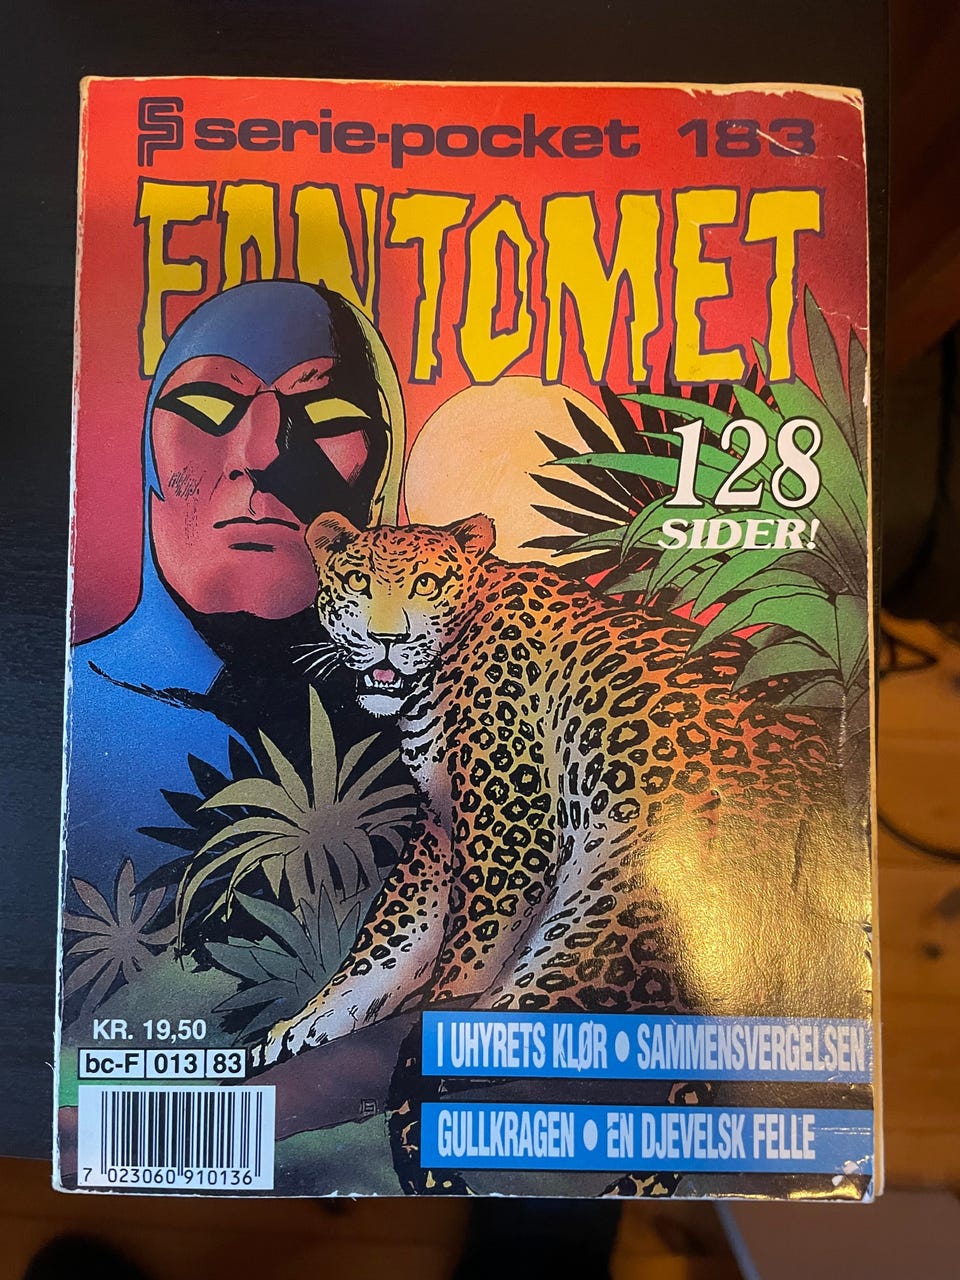 serie-pocket 183
FANTOMET
128
SIDER!
KR. 19,50
bc-F 013 83
I UHYRETS KLØR • SAMMENSVERGELSEN
GULLKRAGEN • EN DJEVELSK FELLE
7 023060 910136